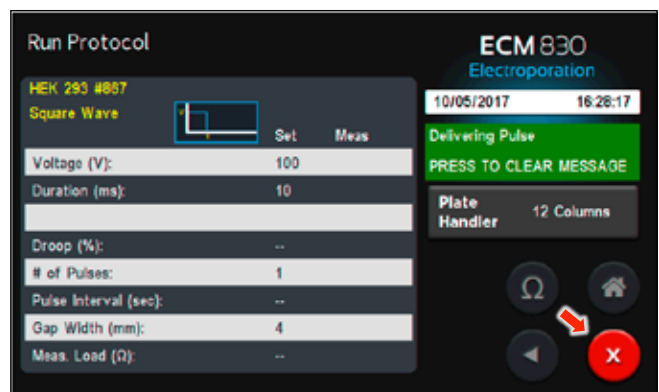 Run Protocol
ECM 830
Electroporation
HEK 293 #867
Square Wave
Set Meas
10/05/2017 16:28:17
Delivering Pulse
PRESS TO CLEAR MESSAGE
Voltage (V): 100
Duration (ms): 10
Plate Handler 12 Columns
Droop (%): --
# of Pulses: 1
Pulse Interval (sec): --
Gap Width (mm): 4
Meas. Load (Ω): --
Ω
X